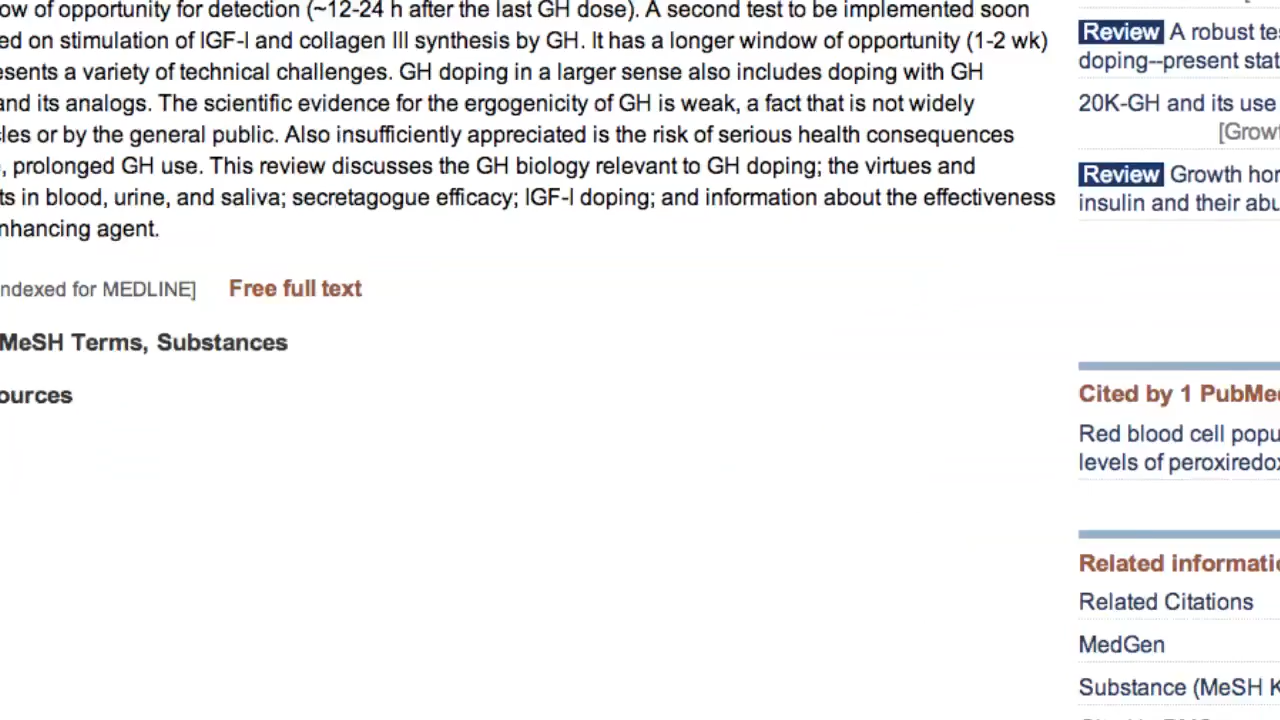 ow of opportunity for detection (~12-24 h after the last GH dose). A second test to be implemented soon
ed on stimulation of IGF-I and collagen III synthesis by GH. It has a longer window of opportunity (1-2 wk)
esents a variety of technical challenges. GH doping in a larger sense also includes doping with GH
and its analogs. The scientific evidence for the ergogenicity of GH is weak, a fact that is not widely
cles or by the general public. Also insufficiently appreciated is the risk of serious health consequences
, prolonged GH use. This review discusses the GH biology relevant to GH doping; the virtues and
ts in blood, urine, and saliva; secretagogue efficacy; IGF-I doping; and information about the effectiveness
nhancing agent.
ndexed for MEDLINE] Free full text
MeSH Terms, Substances
ources
Review A robust tes
doping--present stat
20K-GH and its use
[Growt
Review Growth hor
insulin and their abu
Cited by 1 PubMed
Red blood cell popu
levels of peroxiredox
Related informatio
Related Citations
MedGen
Substance (MeSH K